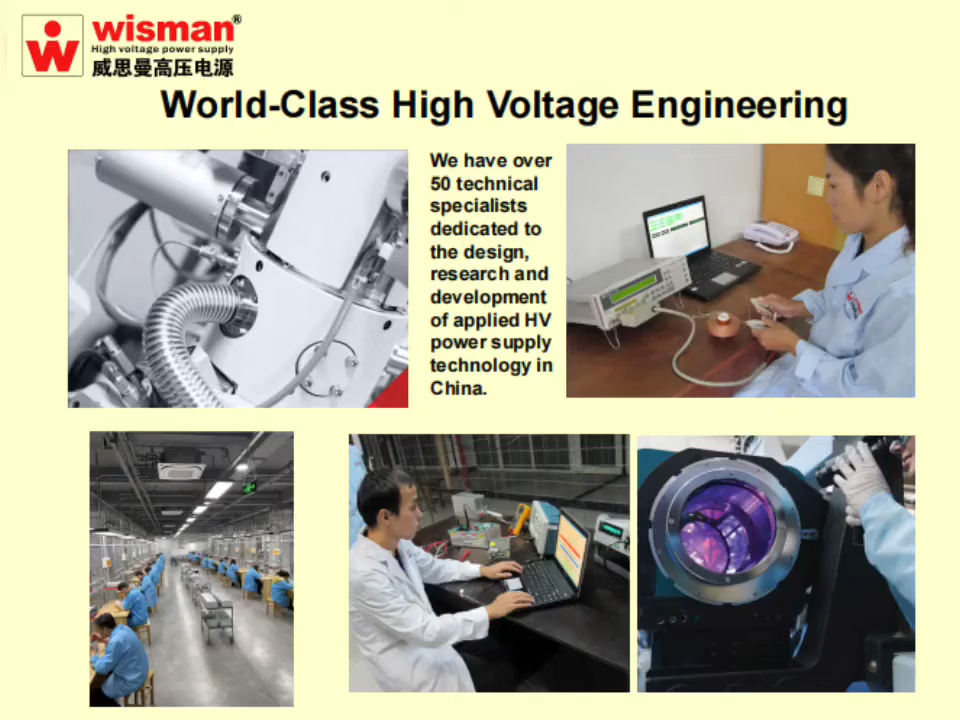 wisman®
High voltage power supply
威思曼高压电源
World-Class High Voltage Engineering
We have over
50 technical
specialists
dedicated to
the design,
research and
development
of applied HV
power supply
technology in
China.